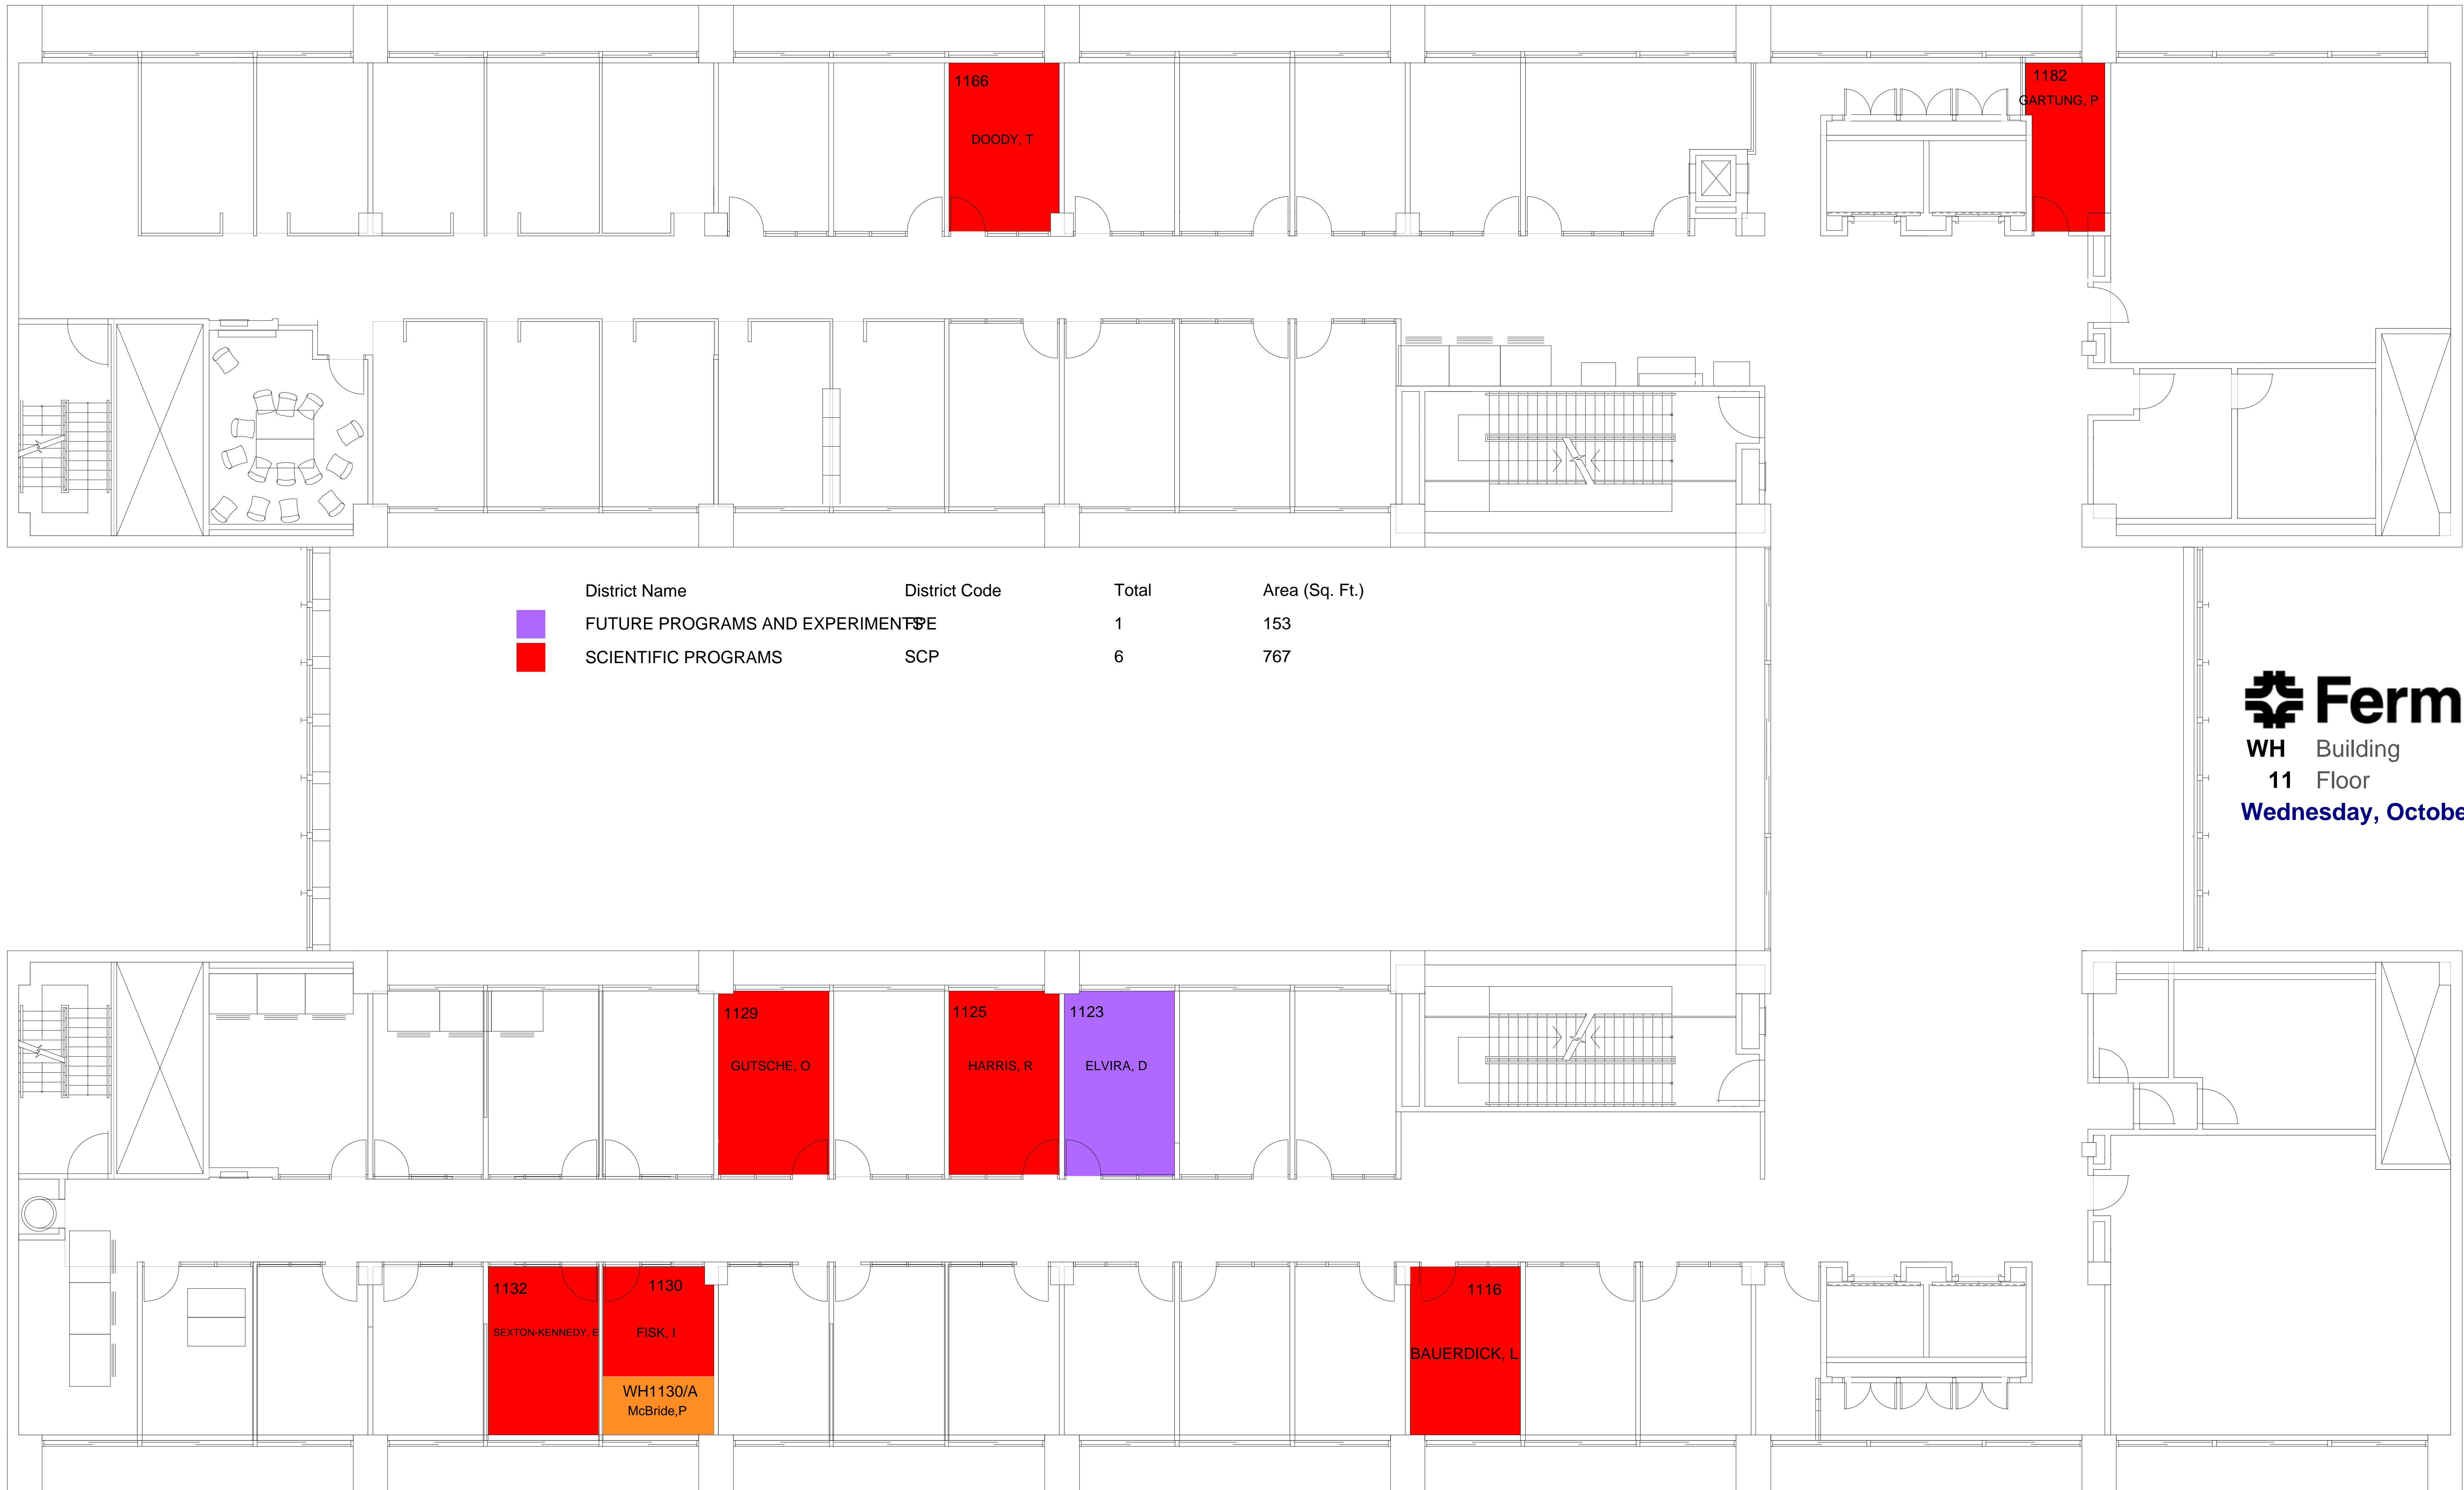 1166
DOODY, T
1182
GARTUNG, P
District Name District Code Total Area (Sq. Ft.)
FUTURE PROGRAMS AND EXPERIMENTS FPE 1 153
SCIENTIFIC PROGRAMS SCP 6 767
Ferm
WH Building
11 Floor
Wednesday, Octobe
1129
GUTSCHE, O
1125
HARRIS, R
1123
ELVIRA, D
1132
SEXTON-KENNEDY, E
1130
FISK, I
WH1130/A
McBride,P
1116
BAUERDICK, L